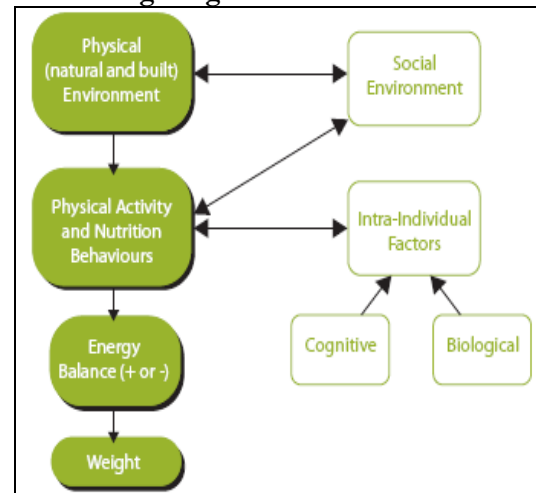 Physical
(natural and built)
Environment
Social
Environment
Physical Activity
and Nutrition
Behaviours
Intra-Individual
Factors
Energy
Balance (+ or -)
Cognitive
Biological
Weight